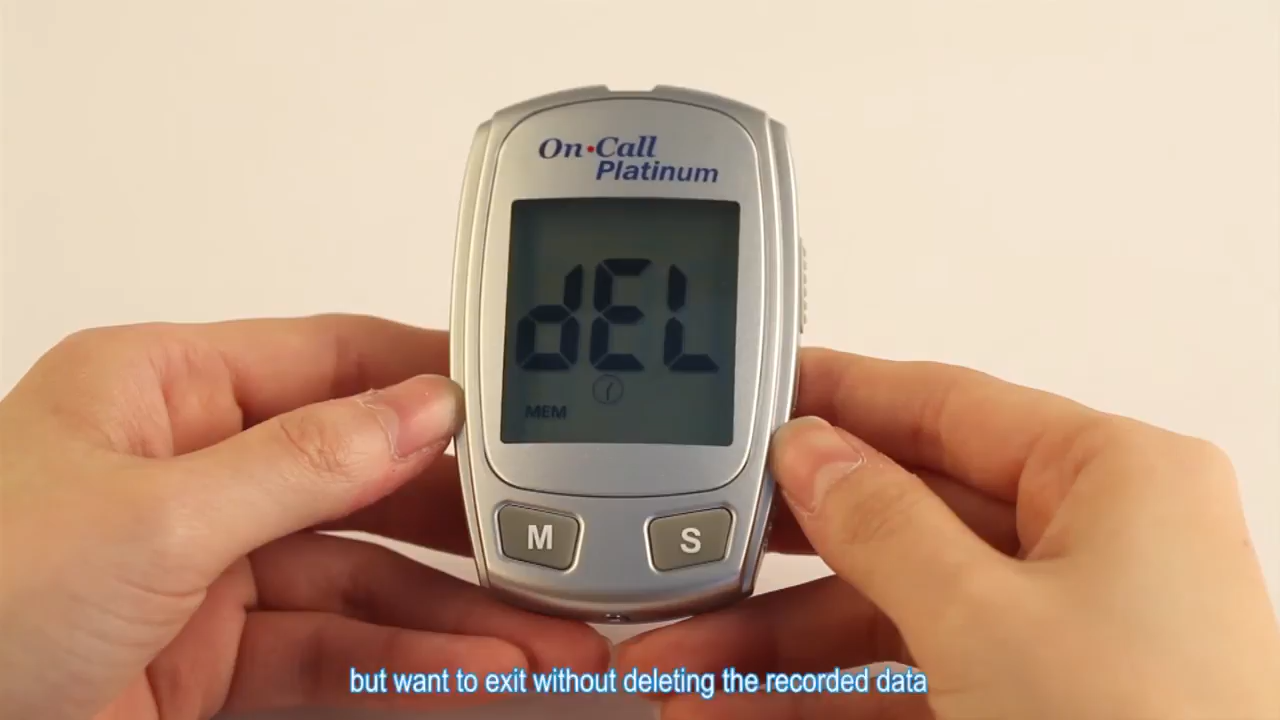 On•Call
Platinum
dEL
MEM
M
S
but want to exit without deleting the recorded data